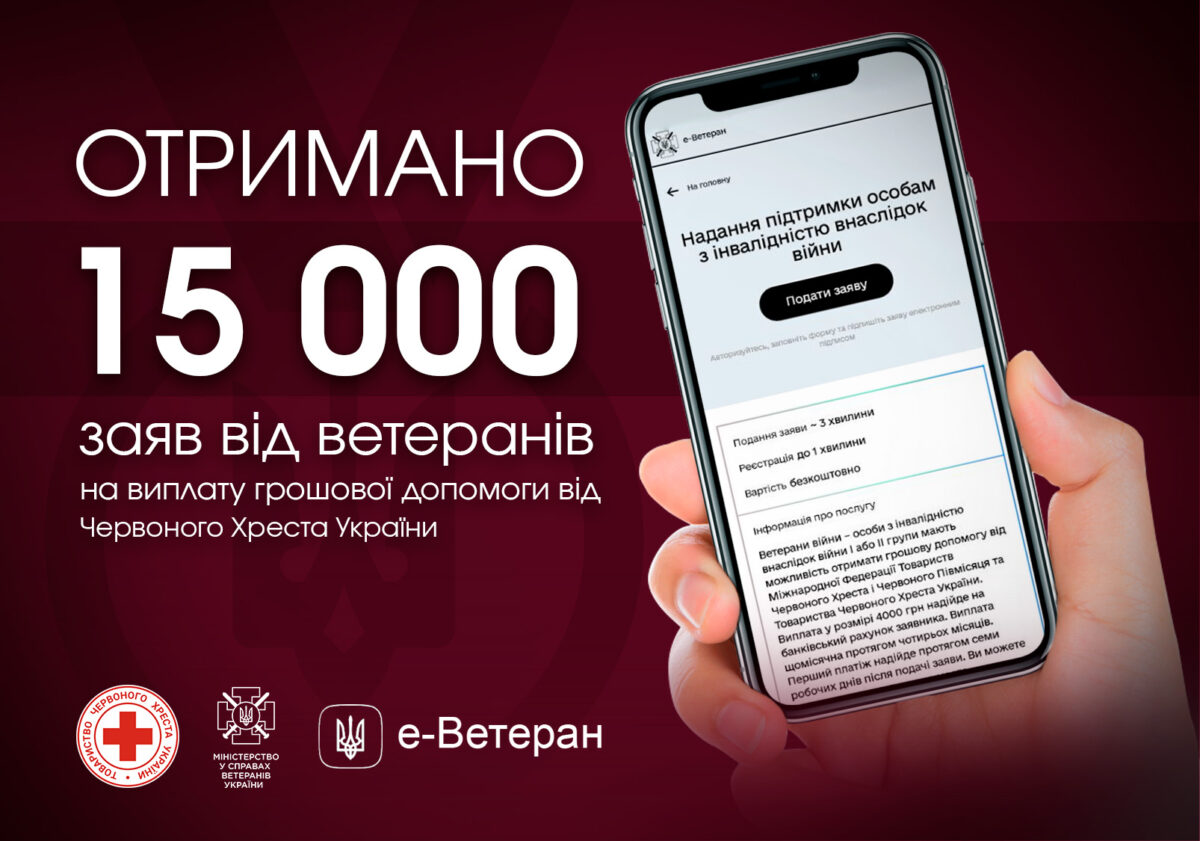 ОТРИМАНО
15 000
заяв від ветеранів
на виплату грошової допомоги від
Червоного Хреста України
е-Ветеран
← На головну
Надання підтримки особам
з інвалідністю внаслідок
війни
Подати заяву
Авторизуйтесь, заповніть форму та підпишіть заяву електронним
підписом
Подання заяви ~ 3 хвилини
Реєстрація до 1 хвилини
Вартість безкоштовно
Інформація про послугу
Ветерани війни – особи з інвалідністю
внаслідок війни І або ІІ групи мають
можливість отримати грошову допомогу від
Міжнародної Федерації Товариств
Червоного Хреста і Червоного Півмісяця та
Товариства Червоного Хреста України.
Виплата у розмірі 4000 грн надійде на
банківський рахунок заявника. Виплата
щомісячна протягом чотирьох місяців.
Перший платіж надійде протягом семи
робочих днів після подачі заяви. Ви можете
ТОВАРИСТВО ЧЕРВОНОГО ХРЕСТА УКРАЇНИ
МІНІСТЕРСТВО
У СПРАВАХ
ВЕТЕРАНІВ
УКРАЇНИ
е-Ветеран